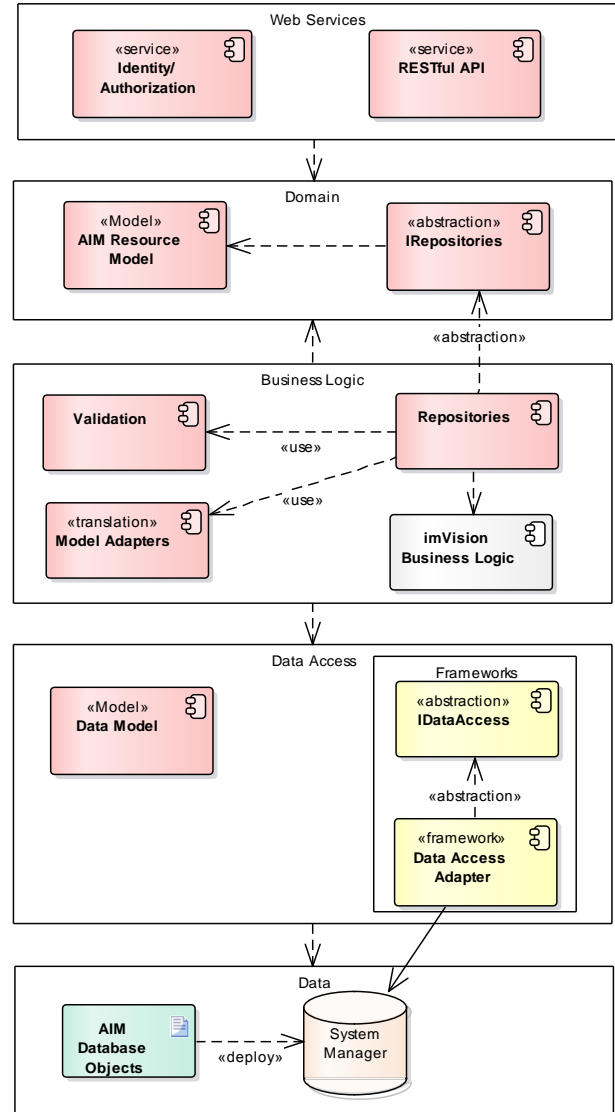 Web Services
«service»
Identity/
Authorization
«service»
RESTful API
Domain
«Model»
AIM Resource
Model
«abstraction»
IRepositories
«abstraction»
Business Logic
Validation
Repositories
«use»
«use»
«translation»
Model Adapters
imVision
Business Logic
Data Access
Frameworks
«Model»
Data Model
«abstraction»
IDataAccess
«abstraction»
«framework»
Data Access
Adapter
Data
AIM
Database
Objects
«deploy»
System
Manager